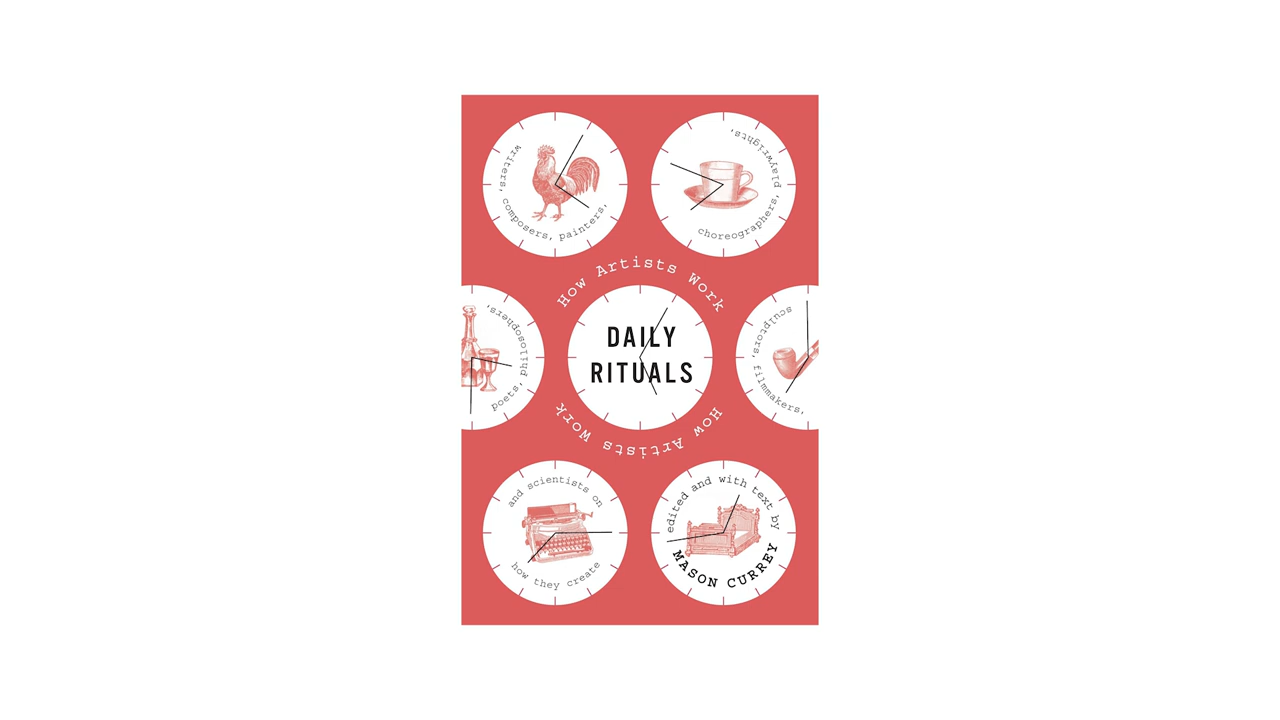 writers, composers, painters,
choreographers, playwrights,
How Artists Work
poets, philosophers,
DAILY
RITUALS
sculptors, filmmakers,
How Artists Work
and scientists on
how they create
edited and with text by
MASON CURREY